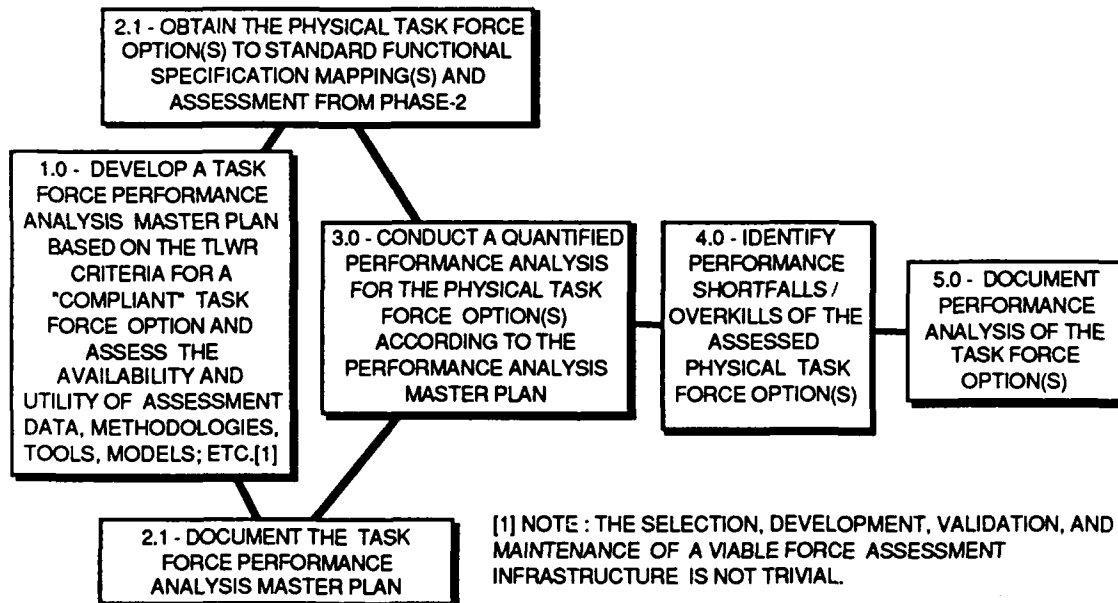 2.1 - OBTAIN THE PHYSICAL TASK FORCE
OPTION(S) TO STANDARD FUNCTIONAL
SPECIFICATION MAPPING(S) AND
ASSESSMENT FROM PHASE-2
1.0 - DEVELOP A TASK
FORCE PERFORMANCE
ANALYSIS MASTER PLAN
BASED ON THE TLWR
CRITERIA FOR A
"COMPLIANT" TASK
FORCE OPTION AND
ASSESS THE
AVAILABILITY AND
UTILITY OF ASSESSMENT
DATA, METHODOLOGIES,
TOOLS, MODELS; ETC.[1]
3.0 - CONDUCT A QUANTIFIED
PERFORMANCE ANALYSIS
FOR THE PHYSICAL TASK
FORCE OPTION(S)
ACCORDING TO THE
PERFORMANCE ANALYSIS
MASTER PLAN
4.0 - IDENTIFY
PERFORMANCE
SHORTFALLS /
OVERKILLS OF THE
ASSESSED
PHYSICAL TASK
FORCE OPTION(S)
5.0 - DOCUMENT
PERFORMANCE
ANALYSIS OF THE
TASK FORCE
OPTION(S)
2.1 - DOCUMENT THE TASK
FORCE PERFORMANCE
ANALYSIS MASTER PLAN
[1] NOTE : THE SELECTION, DEVELOPMENT, VALIDATION, AND
MAINTENANCE OF A VIABLE FORCE ASSESSMENT
INFRASTRUCTURE IS NOT TRIVIAL.